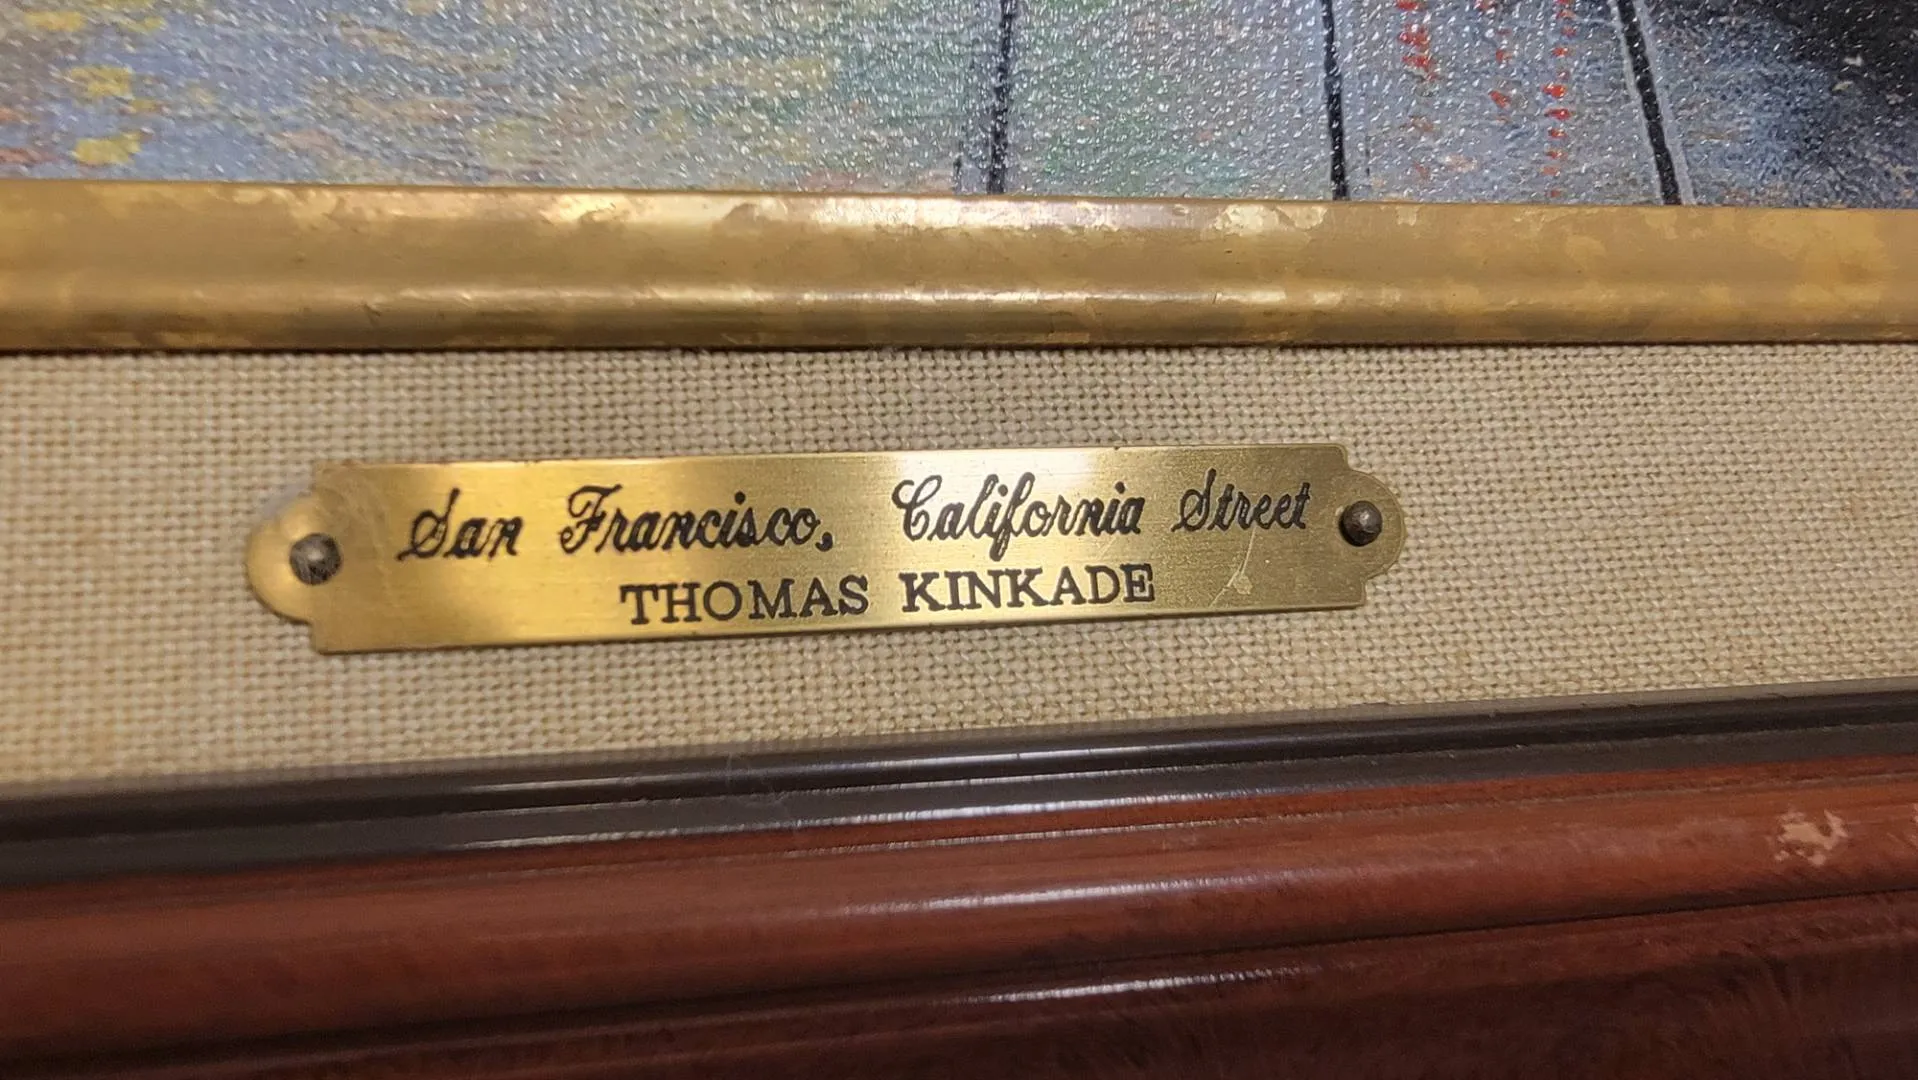 San Francisco, California Street
THOMAS KINKADE